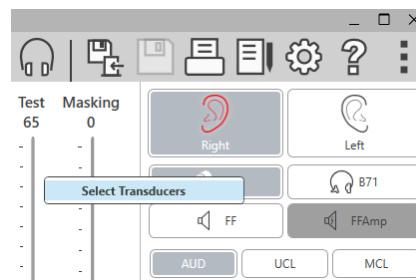 Test Masking
65 0
Right Left
Select Transducers
B71
FF FFAmp
AUD UCL MCL